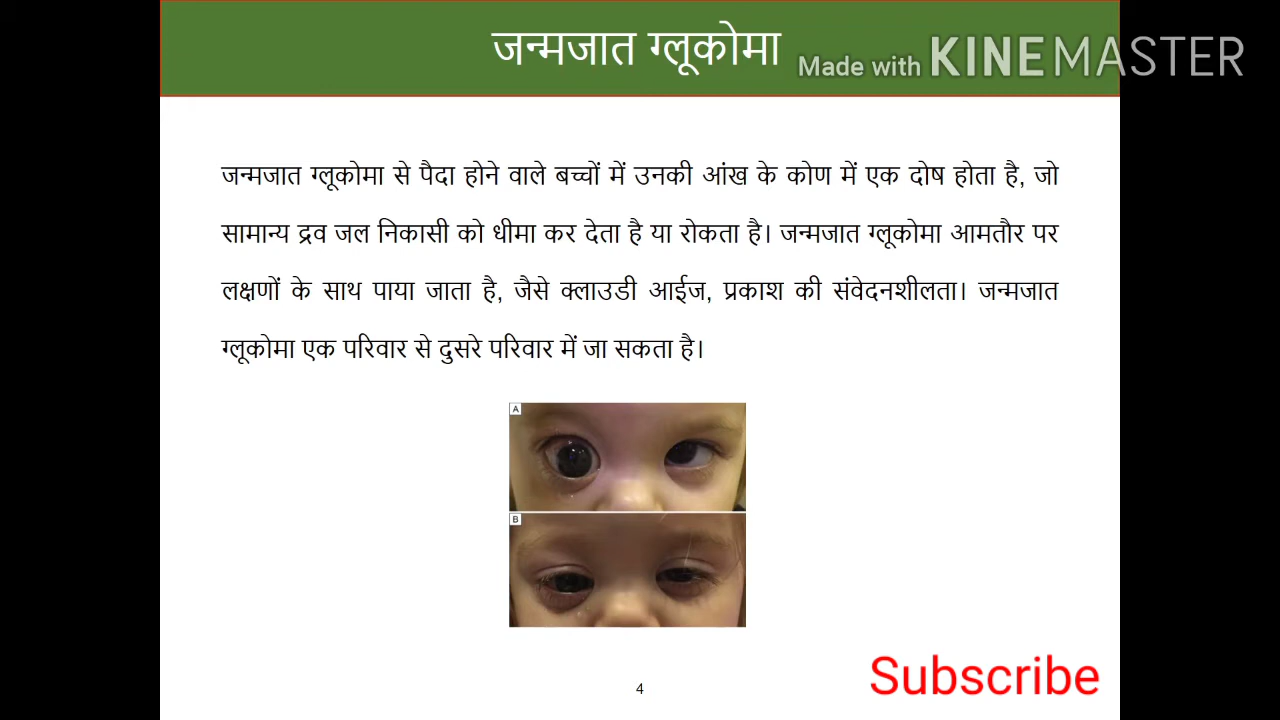 जन्मजात ग्लूकोमा
Made with KINEMASTER
जन्मजात ग्लूकोमा से पैदा होने वाले बच्चों में उनकी आंख के कोण में एक दोष होता है, जो
सामान्य द्रव जल निकासी को धीमा कर देता है या रोकता है। जन्मजात ग्लूकोमा आमतौर पर
लक्षणों के साथ पाया जाता है, जैसे क्लाउडी आईज, प्रकाश की संवेदनशीलता। जन्मजात
ग्लूकोमा एक परिवार से दुसरे परिवार में जा सकता है।
A
B
Subscribe
4